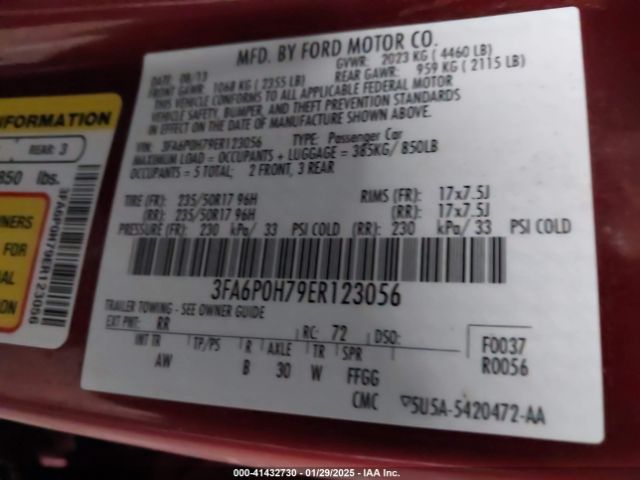 MFD. BY FORD MOTOR CO.
DATE: 08/13 GVWR: 2023 KG ( 4460 LB)
FRONT GAWR: 1068 KG ( 2355 LB) REAR GAWR: 959 KG ( 2115 LB)
THIS VEHICLE CONFORMS TO ALL APPLICABLE FEDERAL MOTOR
VEHICLE SAFETY, BUMPER, AND THEFT PREVENTION STANDARDS
IN EFFECT ON THE DATE OF MANUFACTURE SHOWN ABOVE.
VIN: 3FA6P0H79ER123056 TYPE: Passenger Car
MAXIMUM LOAD = OCCUPANTS + LUGGAGE = 385KG/ 850LB
OCCUPANTS = 5 TOTAL; 2 FRONT, 3 REAR
TIRE (FR): 235/50R17 96H RIMS (FR): 17x7.5J
(RR): 235/50R17 96H (RR): 17x7.5J
PRESSURE (FR): 230 kPa/ 33 PSI COLD (RR): 230 kPa/ 33 PSI COLD
3FA6P0H79ER123056
TRAILER TOWING – SEE OWNER GUIDE
EXT PNT: RR RC: 72 DSO: F0037
INT TR TP/PS R AXLE TR SPR R0056
AW B 30 W FFGG
CMC 5U5A-5420472-AA
INFORMATION
REAR: 3
850 lbs.
3FA6P0H79ER123056
FOR
000-41432730 - 01/29/2025 - IAA Inc.